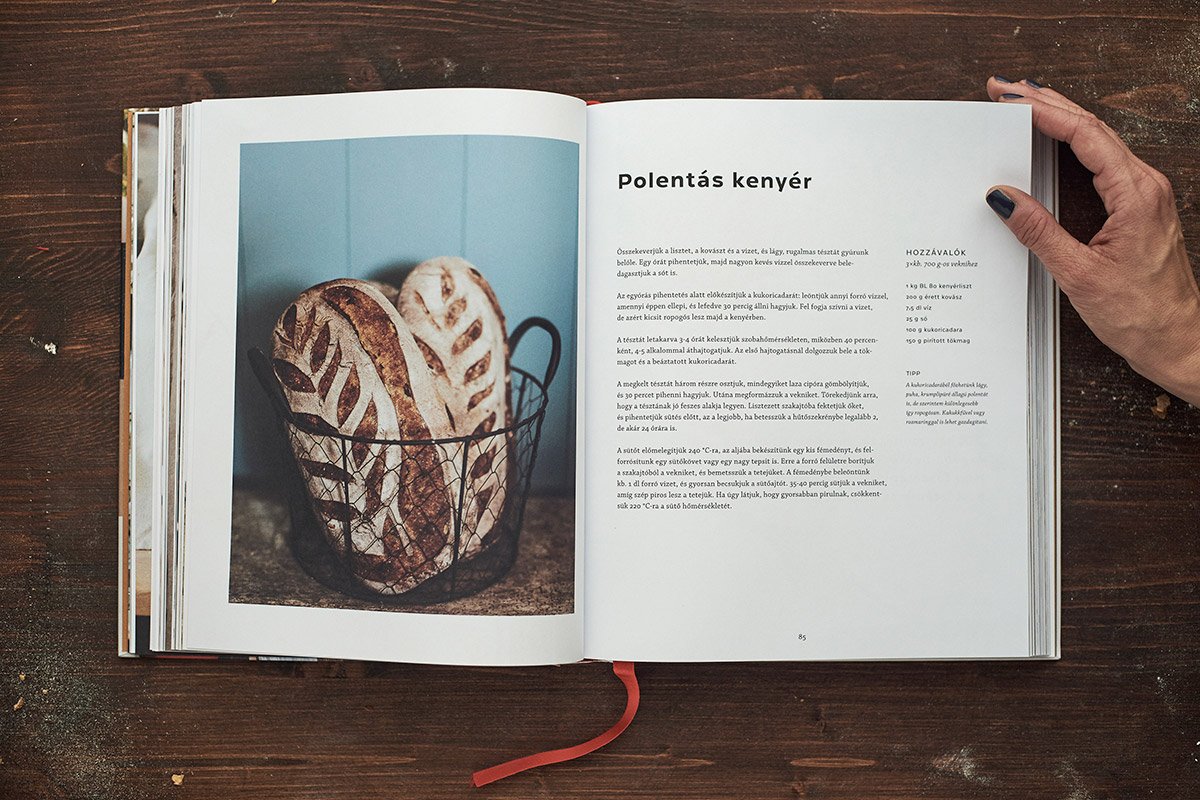 Polentás kenyér
Összekeverjük a lisztet, a kovászt és a vizet, és lágy, rugalmas tésztát gyúrunk
belőle. Egy órát pihentetjük, majd nagyon kevés vízzel összekeverve bele-
dagasztjuk a sót is.
Az egyórás pihentetés alatt előkészítjük a kukoricadarát: leöntjük annyi forró vízzel,
amennyi éppen ellepi, és lefedve 30 percig állni hagyjuk. Fel fogja szívni a vizet,
de azért kicsit ropogós lesz majd a kenyérben.
A tésztát letakarva 3-4 órát kelesztjük szobahőmérsékleten, miközben 40 percen-
ként, 4-5 alkalommal áthajtogatjuk. Az első hajtogatásnál dolgozzuk bele a tök-
magot és a beáztatott kukoricadarát.
A megkelt tésztát három részre osztjuk, mindegyiket laza cipóra gömbölyítjük,
és 30 percet pihenni hagyjuk. Utána megformázzuk a vekniket. Törekedjünk arra,
hogy a tésztának jó feszes alakja legyen. Lisztezett szakajtóba fektetjük őket,
és pihentetjük sütés előtt, az a legjobb, ha betesszük a hűtőszekrénybe legalább 2,
de akár 24 órára is.
A sütőt előmelegítjük 240 °C-ra, az aljába bekészítünk egy kis fémedényt, és fel-
forrósítunk egy sütőkövet vagy egy nagy tepsit is. Erre a forró felületre borítjuk
a szakajtóból a vekniket, és bemetsszük a tetejüket. A fémedénybe beleöntünk
kb. 1 dl forró vizet, és gyorsan becsukjuk a sütőajtót. 35-40 percig sütjük a vekniket,
amíg szép piros lesz a tetejük. Ha úgy látjuk, hogy gyorsabban pirulnak, csökkent-
sük 220 °C-ra a sütő hőmérsékletét.
HOZZÁVALÓK
3×kb. 700 g-os veknihez
1 kg BL 80 kenyérliszt
200 g érett kovász
7,5 dl víz
25 g só
100 g kukoricadara
150 g pirított tökmag
TIPP
A kukoricadarából főzhetünk lágy,
puha, krumplipüré állagú polentát
is, de szerintem különlegesebb
így ropogósan. Kakukkfűvel vagy
rozmaringgal is lehet gazdagítani.
85